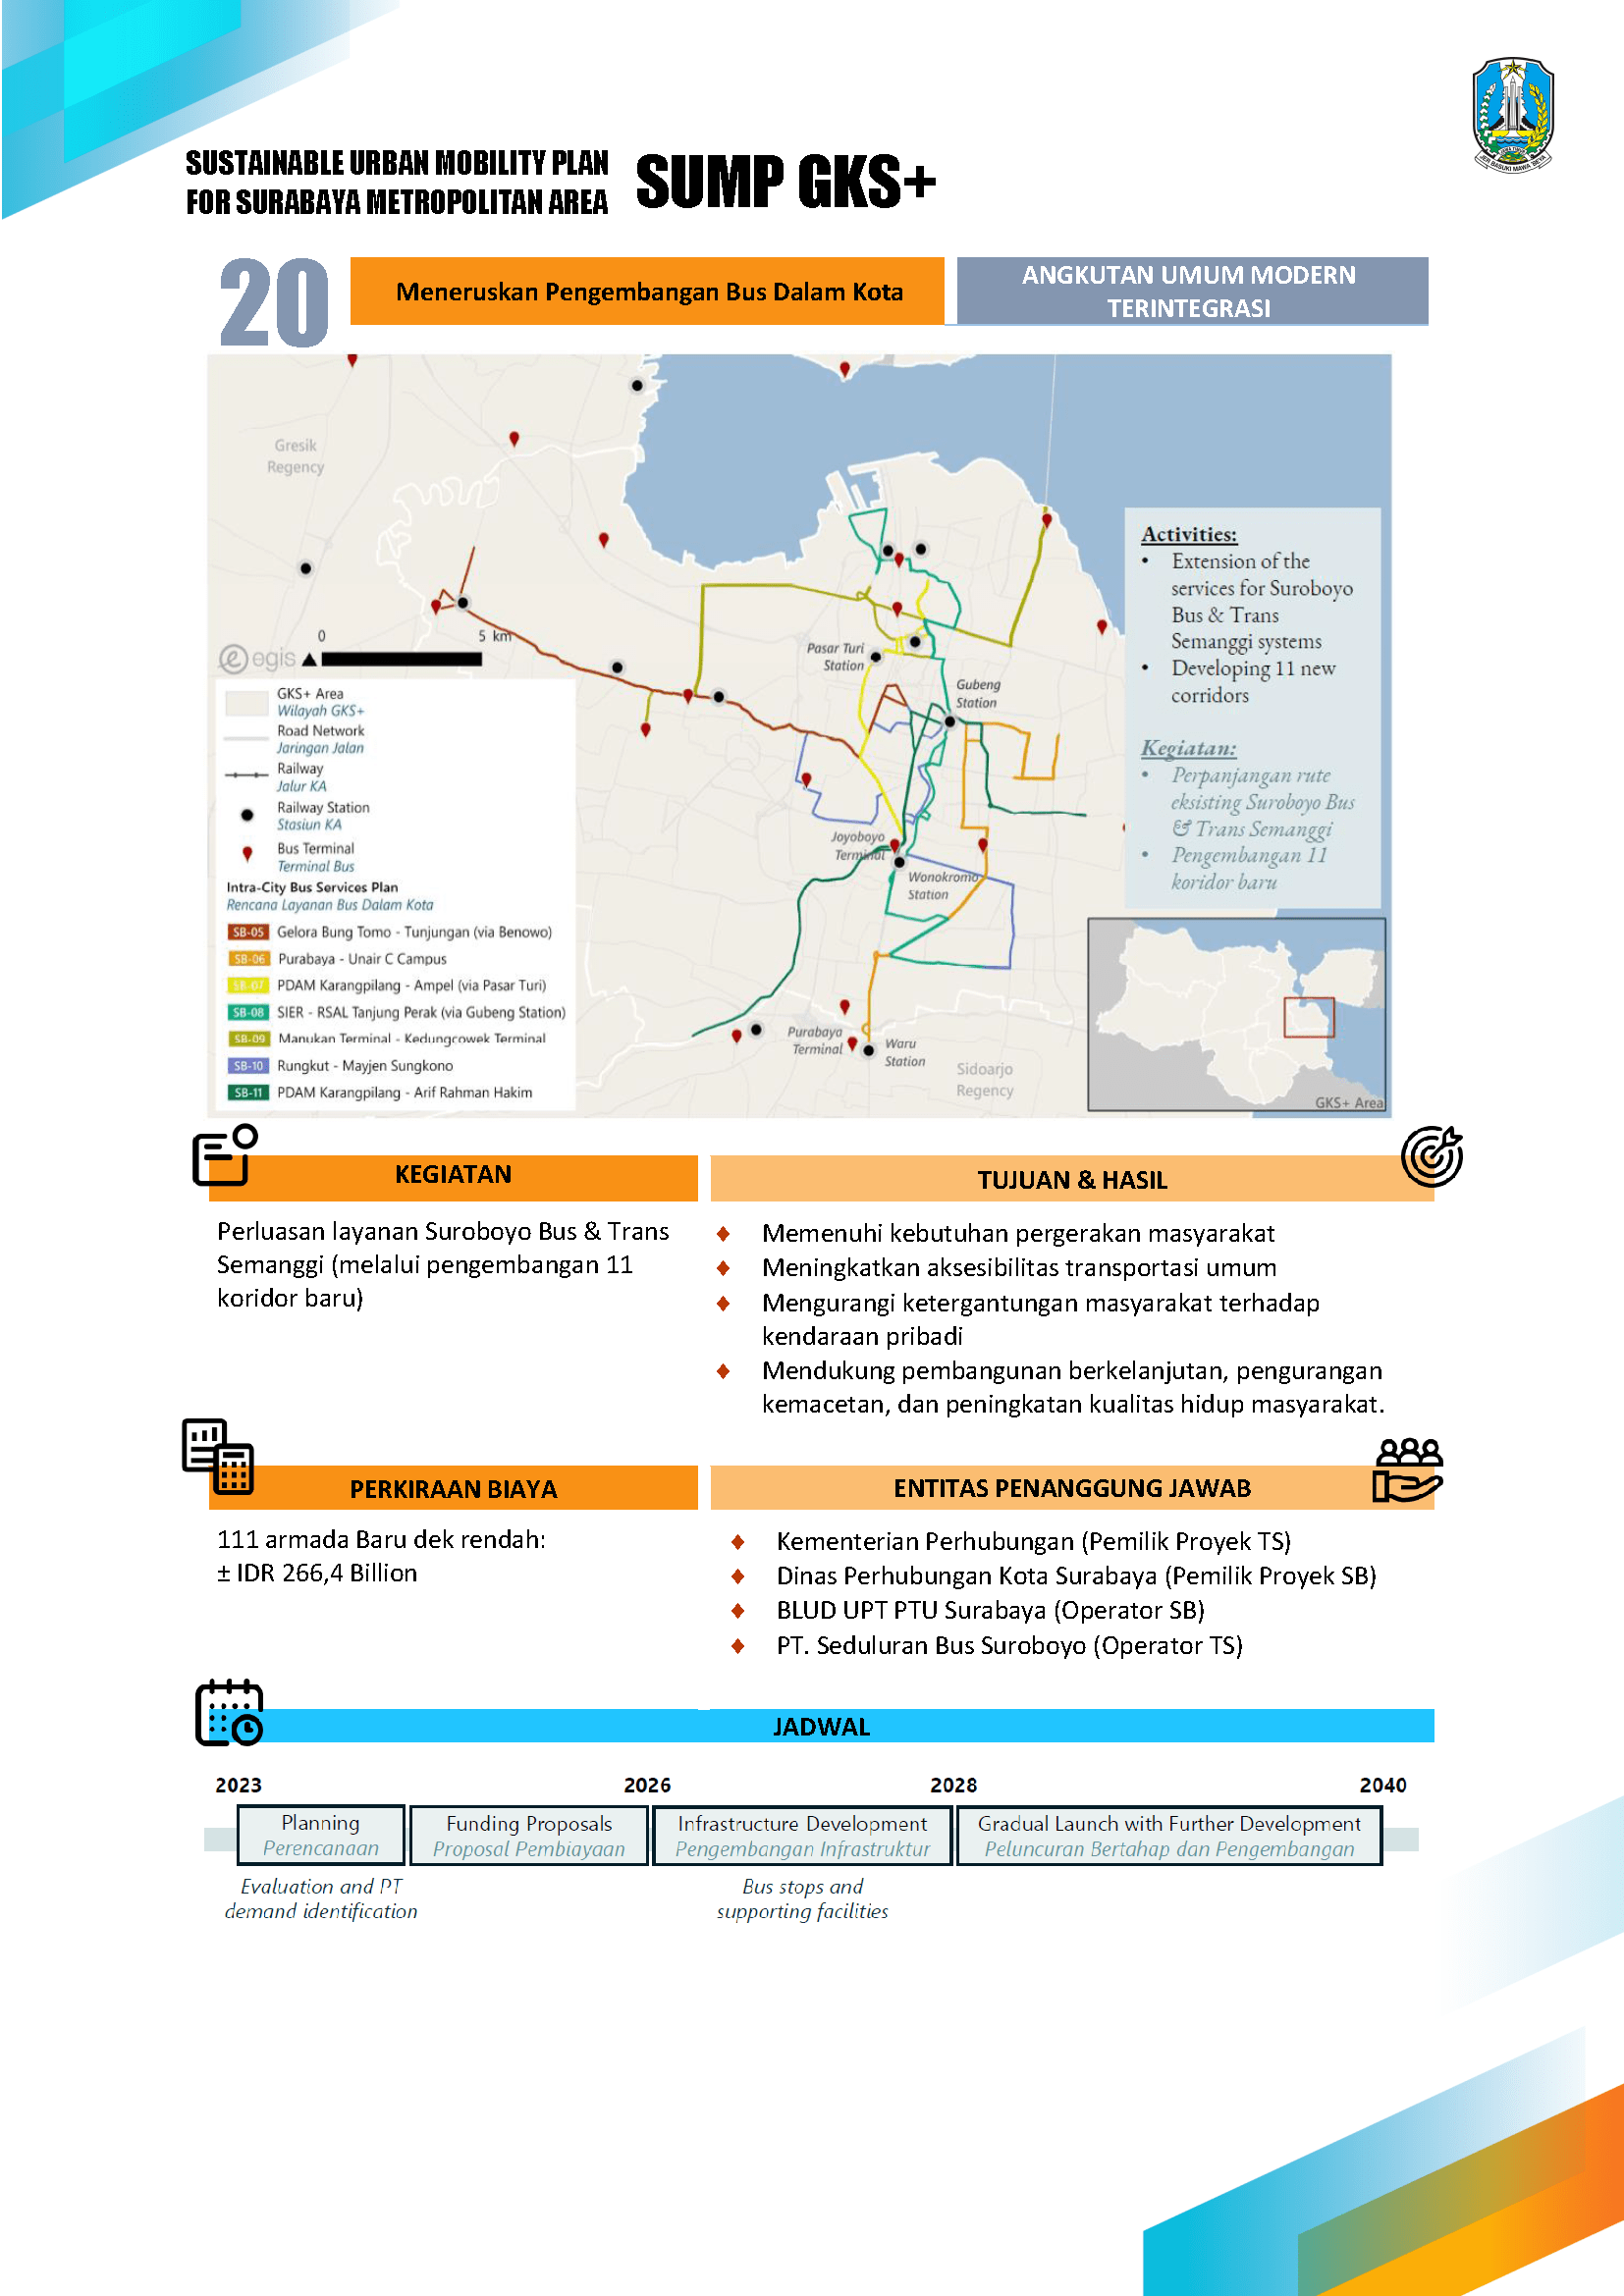 SUSTAINABLE URBAN MOBILITY PLAN
FOR SURABAYA METROPOLITAN AREA
SUMP GKS+
JAWA TIMUR
JER BASUKI MAWA BEYA
20
Meneruskan Pengembangan Bus Dalam Kota
ANGKUTAN UMUM MODERN
TERINTEGRASI
Gresik
Regency
0
5 km
egis
Pasar Turi
Station
Gubeng
Station
Joyoboyo
Terminal
Wonokromo
Station
Purabaya
Terminal
Waru
Station
Sidoarjo
Regency
GKS+ Area
Wilayah GKS+
Road Network
Jaringan Jalan
Railway
Jalur KA
Railway Station
Stasiun KA
Bus Terminal
Terminal Bus
Intra-City Bus Services Plan
Rencana Layanan Bus Dalam Kota
SB-05 Gelora Bung Tomo - Tunjungan (via Benowo)
SB-06 Purabaya - Unair C Campus
SB-07 PDAM Karangpilang - Ampel (via Pasar Turi)
SB-08 SIER - RSAL Tanjung Perak (via Gubeng Station)
SB-09 Manukan Terminal - Kedungcowek Terminal
SB-10 Rungkut - Mayjen Sungkono
SB-11 PDAM Karangpilang - Arif Rahman Hakim
Activities:
• Extension of the
services for Suroboyo
Bus & Trans
Semanggi systems
• Developing 11 new
corridors
Kegiatan:
• Perpanjangan rute
eksisting Suroboyo Bus
& Trans Semanggi
• Pengembangan 11
koridor baru
GKS+ Area
KEGIATAN
Perluasan layanan Suroboyo Bus & Trans
Semanggi (melalui pengembangan 11
koridor baru)
TUJUAN & HASIL
♦ Memenuhi kebutuhan pergerakan masyarakat
♦ Meningkatkan aksesibilitas transportasi umum
♦ Mengurangi ketergantungan masyarakat terhadap
kendaraan pribadi
♦ Mendukung pembangunan berkelanjutan, pengurangan
kemacetan, dan peningkatan kualitas hidup masyarakat.
PERKIRAAN BIAYA
111 armada Baru dek rendah:
± IDR 266,4 Billion
ENTITAS PENANGGUNG JAWAB
♦ Kementerian Perhubungan (Pemilik Proyek TS)
♦ Dinas Perhubungan Kota Surabaya (Pemilik Proyek SB)
♦ BLUD UPT PTU Surabaya (Operator SB)
♦ PT. Seduluran Bus Suroboyo (Operator TS)
JADWAL
2023 2026 2028 2040
Planning
Perencanaan
Funding Proposals
Proposal Pembiayaan
Infrastructure Development
Pengembangan Infrastruktur
Gradual Launch with Further Development
Peluncuran Bertahap dan Pengembangan
Evaluation and PT
demand identification
Bus stops and
supporting facilities